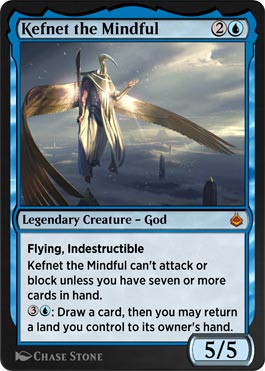 Kefnet the Mindful 2
Legendary Creature – God
Flying, Indestructible
Kefnet the Mindful can't attack or
block unless you have seven or more
cards in hand.
3: Draw a card, then you may return
a land you control to its owner's hand.
CHASE STONE
5/5